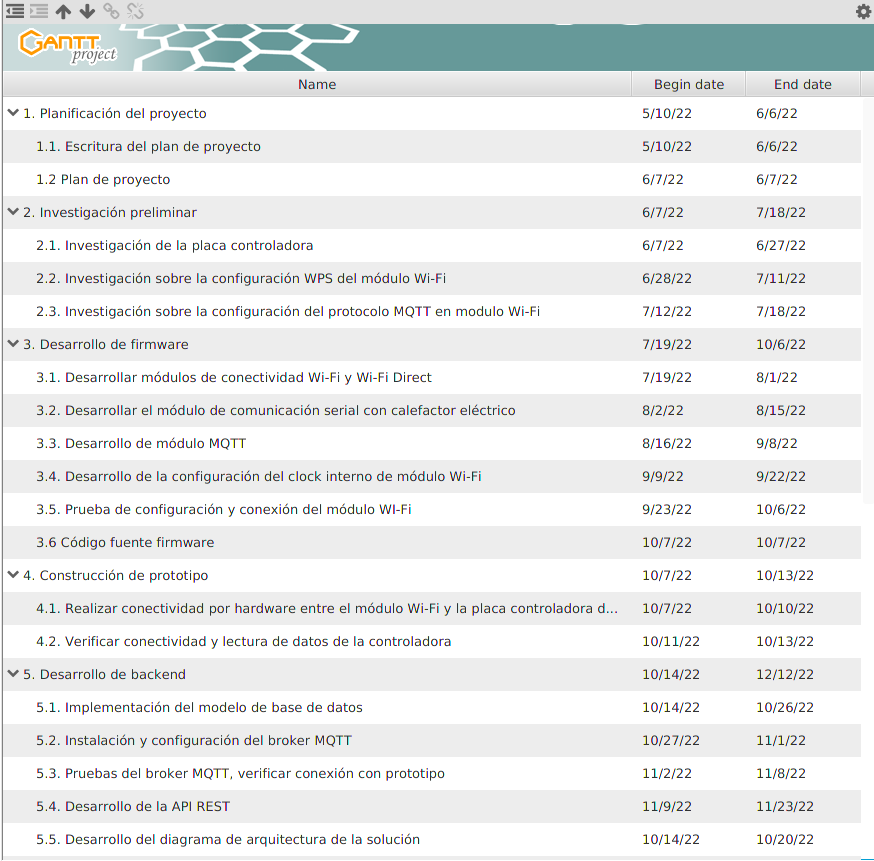 GANTT
project
Name Begin date End date
1. Planificación del proyecto 5/10/22 6/6/22
1.1. Escritura del plan de proyecto 5/10/22 6/6/22
1.2 Plan de proyecto 6/7/22 6/7/22
2. Investigación preliminar 6/7/22 7/18/22
2.1. Investigación de la placa controladora 6/7/22 6/27/22
2.2. Investigación sobre la configuración WPS del módulo Wi-Fi 6/28/22 7/11/22
2.3. Investigación sobre la configuración del protocolo MQTT en modulo Wi-Fi 7/12/22 7/18/22
3. Desarrollo de firmware 7/19/22 10/6/22
3.1. Desarrollar módulos de conectividad Wi-Fi y Wi-Fi Direct 7/19/22 8/1/22
3.2. Desarrollar el módulo de comunicación serial con calefactor eléctrico 8/2/22 8/15/22
3.3. Desarrollo de módulo MQTT 8/16/22 9/8/22
3.4. Desarrollo de la configuración del clock interno de módulo Wi-Fi 9/9/22 9/22/22
3.5. Prueba de configuración y conexión del módulo WI-Fi 9/23/22 10/6/22
3.6 Código fuente firmware 10/7/22 10/7/22
4. Construcción de prototipo 10/7/22 10/13/22
4.1. Realizar conectividad por hardware entre el módulo Wi-Fi y la placa controladora d... 10/7/22 10/10/22
4.2. Verificar conectividad y lectura de datos de la controladora 10/11/22 10/13/22
5. Desarrollo de backend 10/14/22 12/12/22
5.1. Implementación del modelo de base de datos 10/14/22 10/26/22
5.2. Instalación y configuración del broker MQTT 10/27/22 11/1/22
5.3. Pruebas del broker MQTT, verificar conexión con prototipo 11/2/22 11/8/22
5.4. Desarrollo de la API REST 11/9/22 11/23/22
5.5. Desarrollo del diagrama de arquitectura de la solución 10/14/22 10/20/22